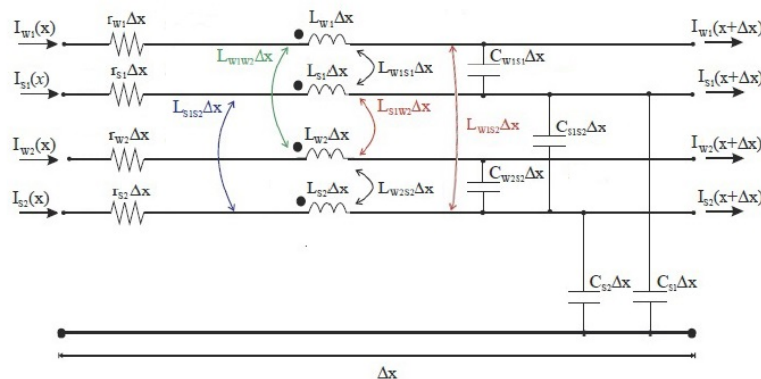 I_W1(x) r_W1Δx L_W1Δx I_W1(x+Δx)
L_W1W2Δx L_W1S1Δx C_W1S1Δx
I_S1(x) r_S1Δx L_S1Δx I_S1(x+Δx)
L_S1S2Δx L_S1W2Δx L_W1S2Δx C_S1S2Δx
I_W2(x) r_W2Δx L_W2Δx I_W2(x+Δx)
L_W2S2Δx C_W2S2Δx
I_S2(x) r_S2Δx L_S2Δx I_S2(x+Δx)
C_S2Δx C_S1Δx
Δx